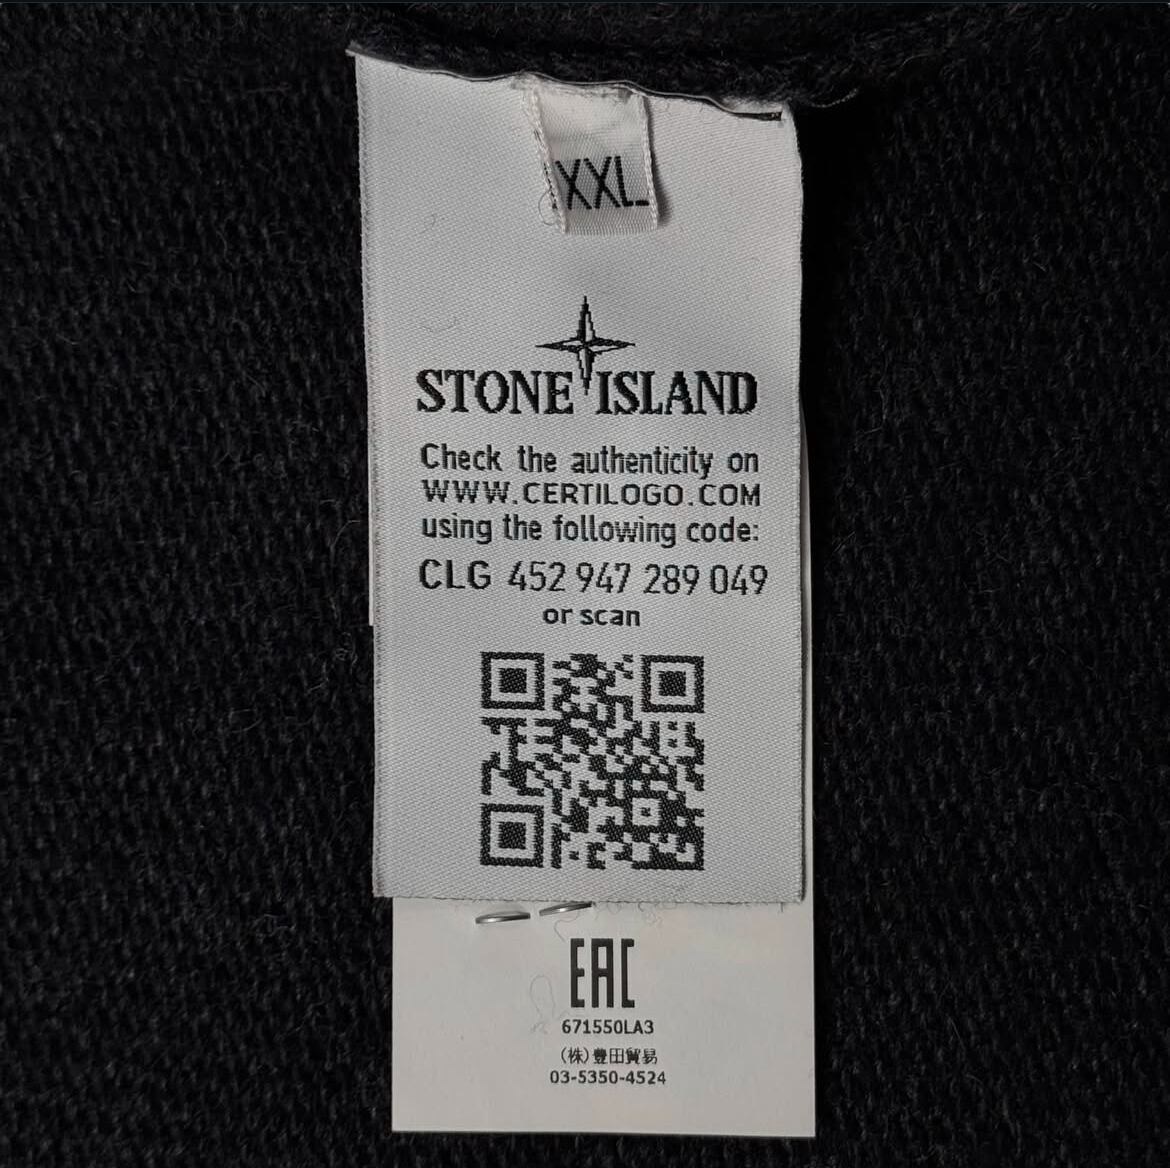 XXL
STONE ISLAND
Check the authenticity on
WWW.CERTILOGO.COM
using the following code:
CLG 452 947 289 049
or scan
EAC
671550LA3
(株)豊田貿易
03-5350-4524